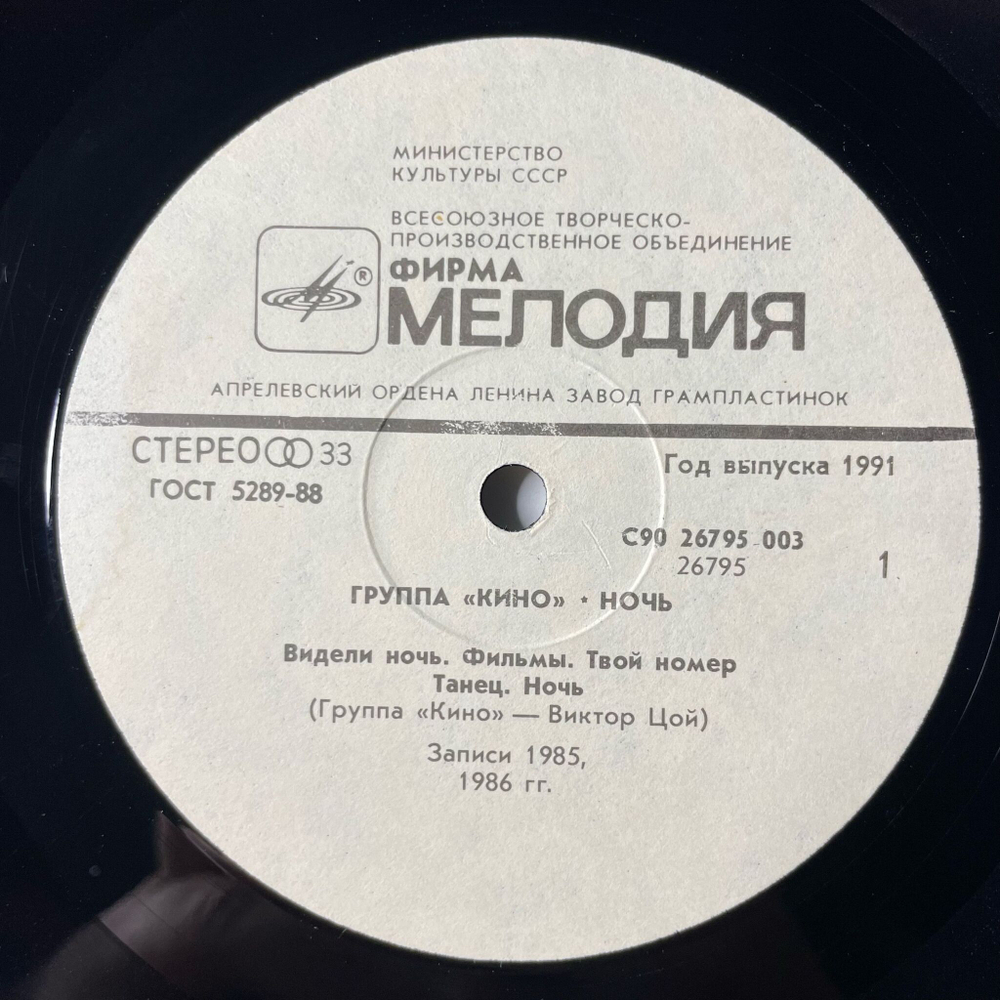 МИНИСТЕРСТВО
КУЛЬТУРЫ СССР
ВСЕСОЮЗНОЕ ТВОРЧЕСКО-
ПРОИЗВОДСТВЕННОЕ ОБЪЕДИНЕНИЕ
®
ФИРМА
МЕЛОДИЯ
АПРЕЛЕВСКИЙ ОРДЕНА ЛЕНИНА ЗАВОД ГРАМПЛАСТИНОК
СТЕРЕО 33
Год выпуска 1991
ГОСТ 5289-88
С90 26795 003
26795
1
ГРУППА «КИНО» • НОЧЬ
Видели ночь. Фильмы. Твой номер
Танец. Ночь
(Группа «Кино» — Виктор Цой)
Записи 1985,
1986 гг.